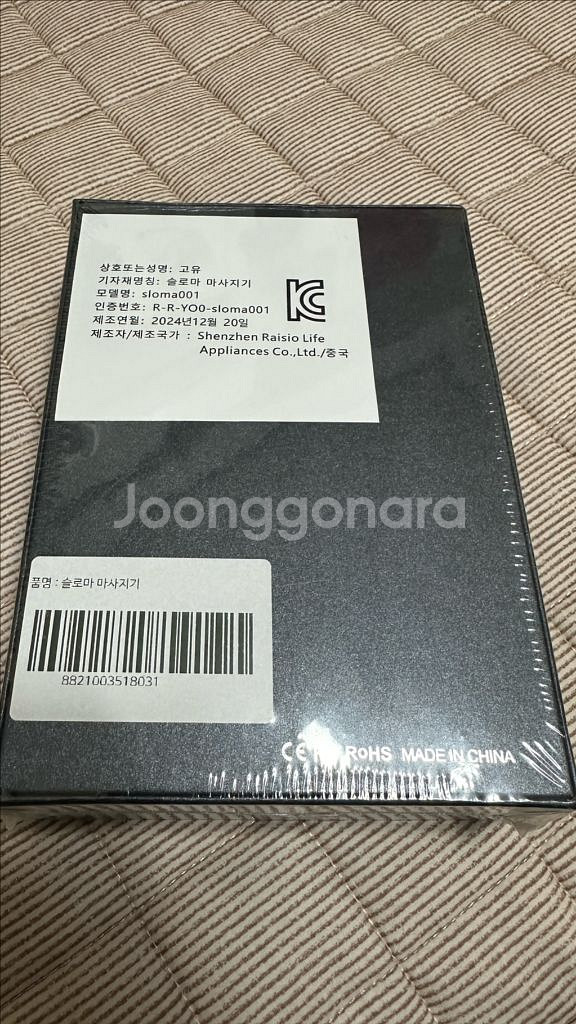 상호또는성명: 고유
기자재명칭: 슬로마 마사지기
모델명: sloma001
인증번호: R-R-YO0-sloma001
제조연월: 2024년12월 20일
제조자/제조국가 : Shenzhen Raisio Life
Appliances Co.,Ltd./중국
KC
Joonggonara
품명 : 슬로마 마사지기
8821003518031
CE RoHS MADE IN CHINA